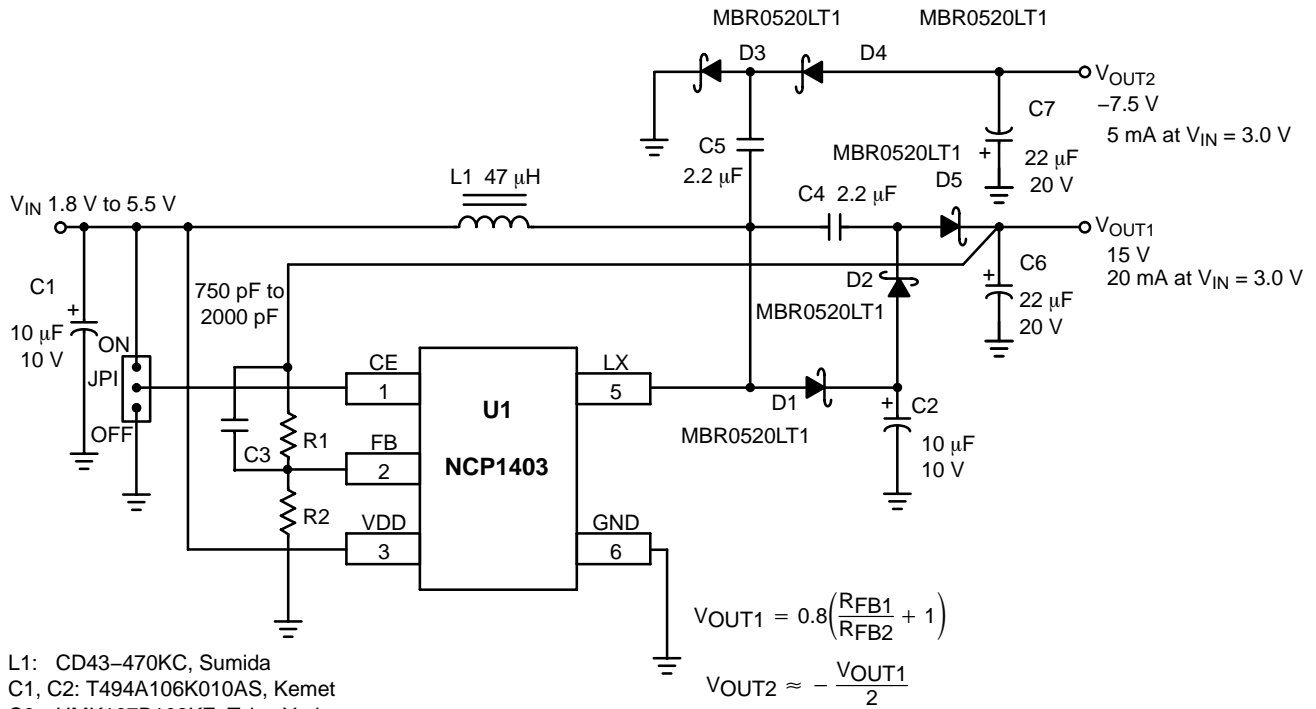 MBR0520LT1
MBR0520LT1
D3
D4
VOUT2
−7.5 V
5 mA at VIN = 3.0 V
C7
22 μF
20 V
+
C5
2.2 μF
MBR0520LT1
D5
L1 47 μH
C4 2.2 μF
VIN 1.8 V to 5.5 V
VOUT1
15 V
20 mA at VIN = 3.0 V
C6
+
22 μF
20 V
D2
MBR0520LT1
C1
+
10 μF
10 V
750 pF to
2000 pF
ON
JPI
OFF
CE
1
LX
5
U1
NCP1403
D1
MBR0520LT1
+
C2
10 μF
10 V
C3
R1
FB
2
R2
VDD
3
GND
6
VOUT1 = 0.8(RFB1/RFB2 + 1)
VOUT2 ≈ − VOUT1/2
L1: CD43−470KC, Sumida
C1, C2: T494A106K010AS, Kemet